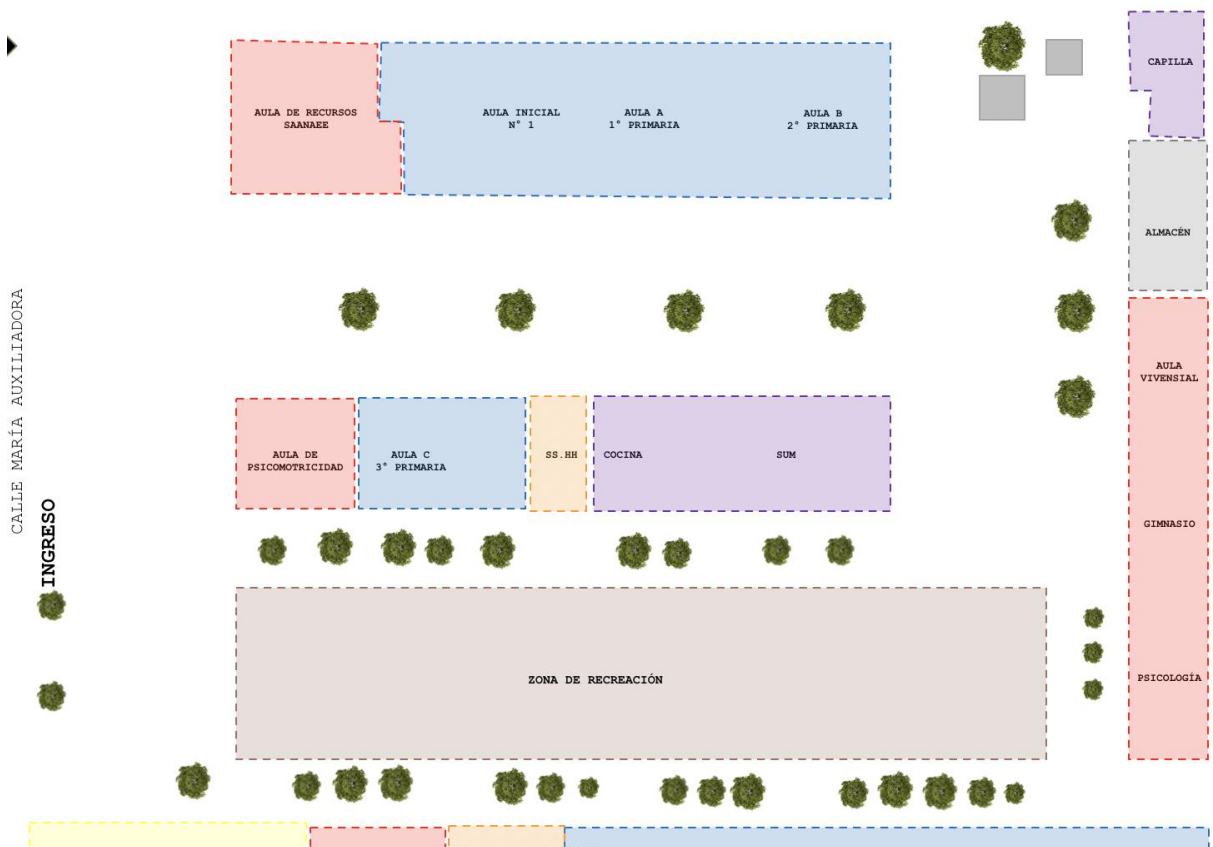 CAPILLA
AULA DE RECURSOS
SAANAEE
AULA INICIAL
N° 1
AULA A
1° PRIMARIA
AULA B
2° PRIMARIA
ALMACÉN
CALLE MARÍA AUXILIADORA
AULA
VIVENSIAL
AULA DE
PSICOMOTRICIDAD
AULA C
3° PRIMARIA
SS.HH
COCINA
SUM
INGRESO
GIMNASIO
ZONA DE RECREACIÓN
PSICOLOGÍA